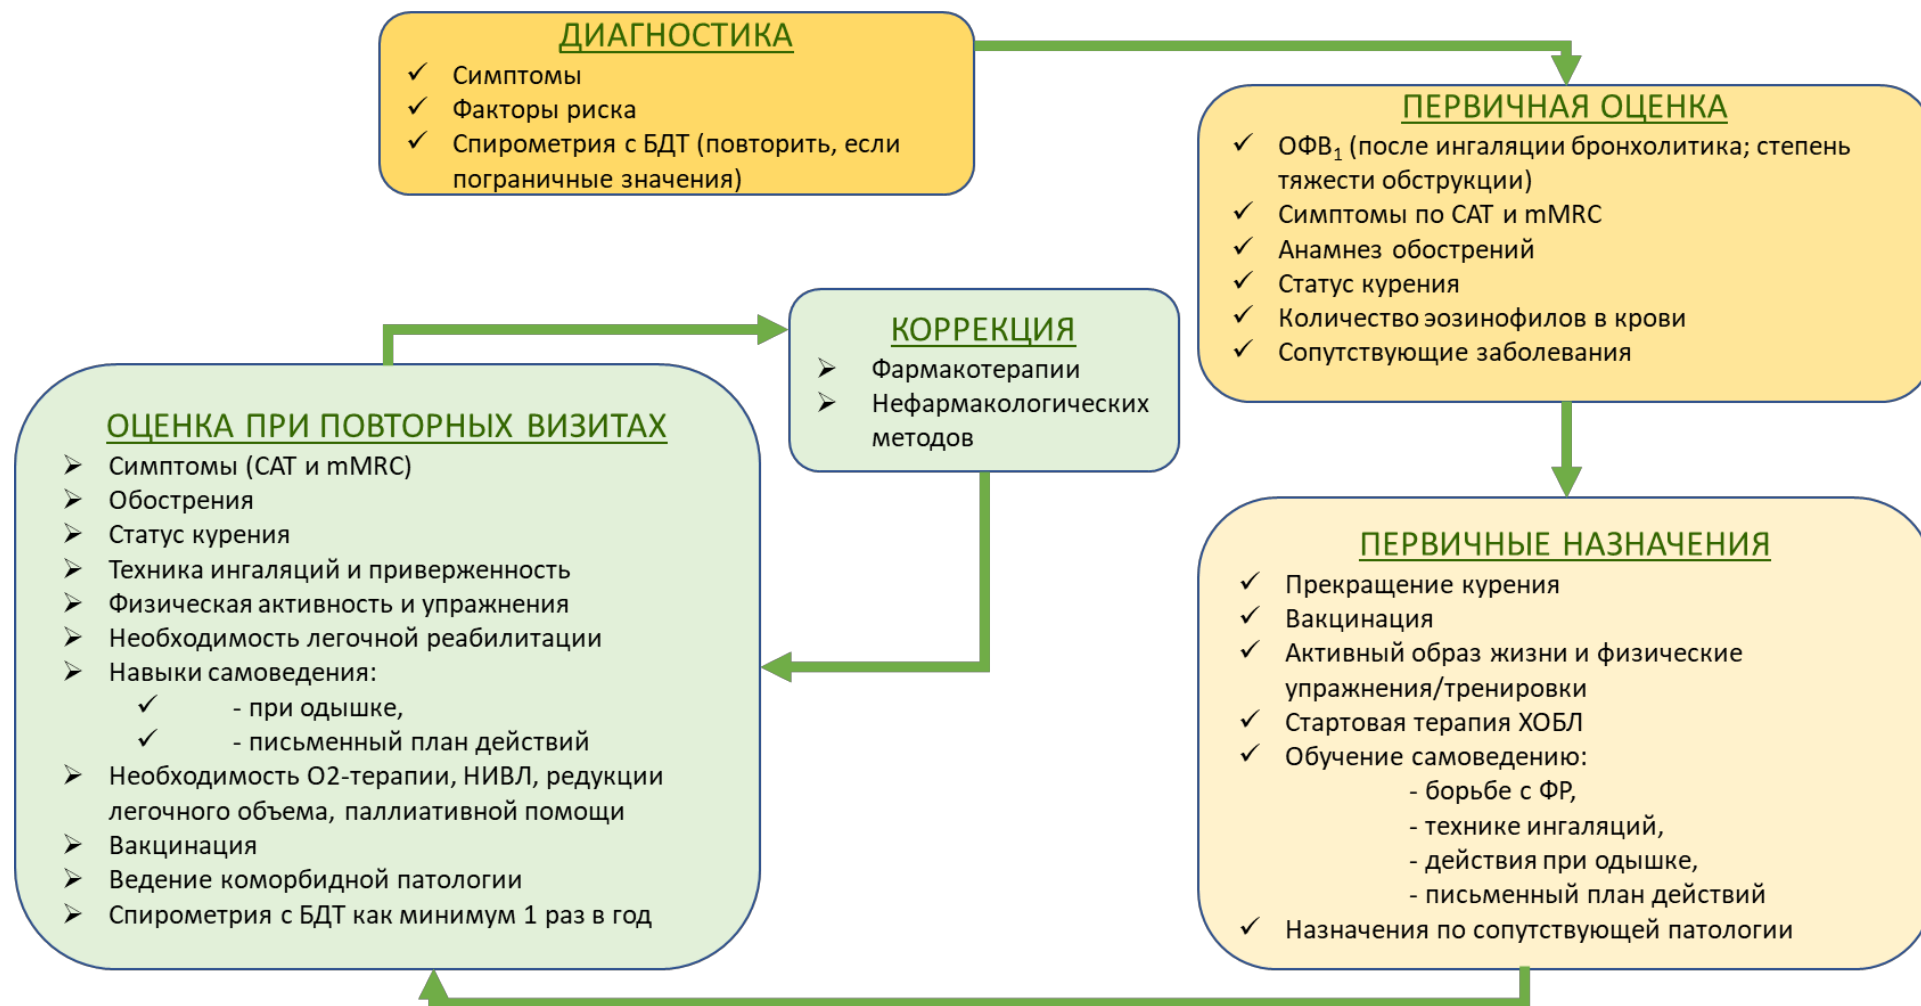 ДИАГНОСТИКА
✓ Симптомы
✓ Факторы риска
✓ Спирометрия с БДТ (повторить, если
пограничные значения)
ПЕРВИЧНАЯ ОЦЕНКА
✓ ОФВ₁ (после ингаляции бронхолитика; степень
тяжести обструкции)
✓ Симптомы по CAT и mMRC
✓ Анамнез обострений
✓ Статус курения
✓ Количество эозинофилов в крови
✓ Сопутствующие заболевания
ПЕРВИЧНЫЕ НАЗНАЧЕНИЯ
✓ Прекращение курения
✓ Вакцинация
✓ Активный образ жизни и физические
упражнения/тренировки
✓ Стартовая терапия ХОБЛ
✓ Обучение самоведению:
- борьбе с ФР,
- технике ингаляций,
- действия при одышке,
- письменный план действий
✓ Назначения по сопутствующей патологии
ОЦЕНКА ПРИ ПОВТОРНЫХ ВИЗИТАХ
➢ Симптомы (CAT и mMRC)
➢ Обострения
➢ Статус курения
➢ Техника ингаляций и приверженность
➢ Физическая активность и упражнения
➢ Необходимость легочной реабилитации
➢ Навыки самоведения:
✓ - при одышке,
✓ - письменный план действий
➢ Необходимость О2-терапии, НИВЛ, редукции
легочного объема, паллиативной помощи
➢ Вакцинация
➢ Ведение коморбидной патологии
➢ Спирометрия с БДТ как минимум 1 раз в год
КОРРЕКЦИЯ
➢ Фармакотерапии
➢ Нефармакологических
методов